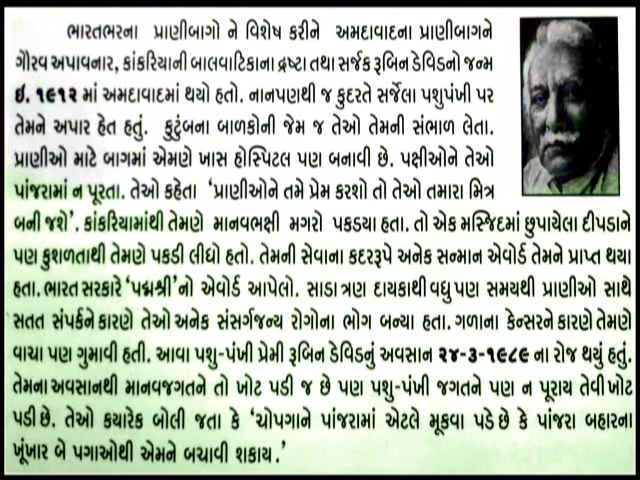 ભારતભરના પ્રાણીબાગો ને વિશેષ કરીને અમદાવાદના પ્રાણીબાગને
ગૌરવ અપાવનાર, કાંકરિયાની બાલવાટિકાના દ્રષ્ટા તથા સર્જક રૂબિન ડેવિડનો જન્મ
ઇ. ૧૯૧૨ માં અમદાવાદમાં થયો હતો. નાનપણથી જ કુદરતે સર્જેલા પશુપંખી પર
તેમને અપાર હેત હતું. કુટુંબના બાળકોની જેમ જ તેઓ તેમની સંભાળ લેતા.
પ્રાણીઓ માટે બાગમાં એમણે ખાસ હોસ્પિટલ પણ બનાવી છે. પક્ષીઓને તેઓ
પાંજરામાં ન પૂરતા. તેઓ કહેતા ‘પ્રાણીઓને તમે પ્રેમ કરશો તો તેઓ તમારા મિત્ર
બની જશે’. કાંકરિયામાંથી તેમણે માનવભક્ષી મગરો પકડયા હતા. તો એક મસ્જિદમાં છુપાયેલા દીપડાને
પણ કુશળતાથી તેમણે પકડી લીધો હતો. તેમની સેવાના કદરરૂપે અનેક સન્માન એવોર્ડ તેમને પ્રાપ્ત થયા
હતા. ભારત સરકારે ‘પદ્મશ્રી’નો એવોર્ડ આપેલો. સાડા ત્રણ દાયકાથી વધુ પણ સમયથી પ્રાણીઓ સાથે
સતત સંપર્કને કારણે તેઓ અનેક સંસર્ગજન્ય રોગોના ભોગ બન્યા હતા. ગળાના કેન્સરને કારણે તેમણે
વાચા પણ ગુમાવી હતી. આવા પશુ-પંખી પ્રેમી રૂબિન ડેવિડનું અવસાન ૨૪-૩-૧૯૮૯ ના રોજ થયું હતું.
તેમના અવસાનથી માનવજગતને તો ખોટ પડી જ છે પણ પશુ-પંખી જગતને પણ ન પૂરાય તેવી ખોટ
પડી છે. તેઓ કયારેક બોલી જતા કે ‘ચોપગાને પાંજરામાં એટલે મૂકવા પડે છે કે પાંજરા બહારના
ખૂંખાર બે પગાઓથી એમને બચાવી શકાય.’